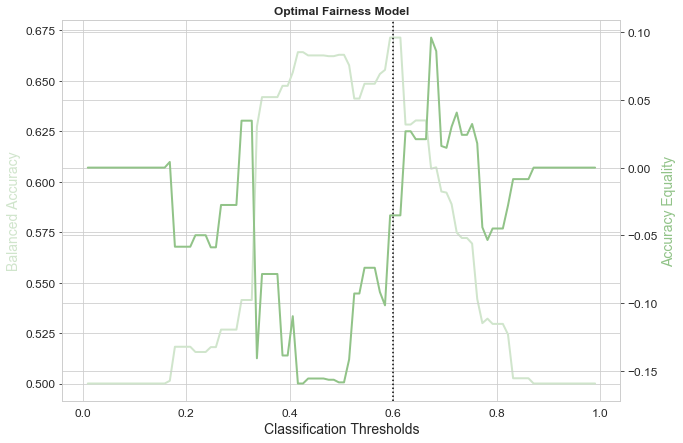 Optimal Fairness Model
0.675
0.650
0.625
0.600
0.575
0.550
0.525
0.500
Balanced Accuracy
0.10
0.05
0.00
−0.05
−0.10
−0.15
Accuracy Equality
0.0 0.2 0.4 0.6 0.8 1.0
Classification Thresholds